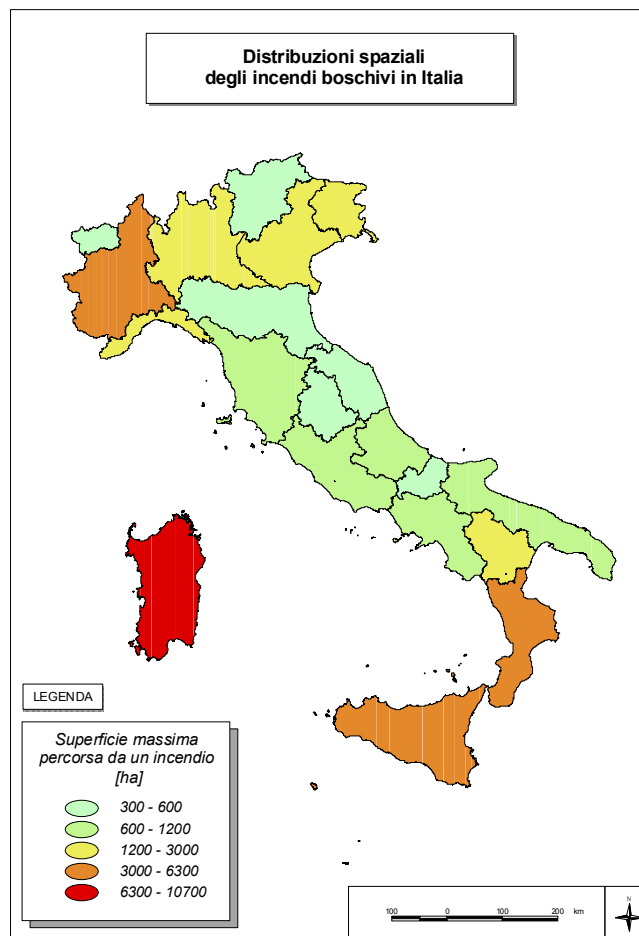 Distribuzioni spaziali
degli incendi boschivi in Italia
LEGENDA
Superficie massima
percorsa da un incendio
[ha]
300 - 600
600 - 1200
1200 - 3000
3000 - 6300
6300 - 10700
100 0 100 200 km
N